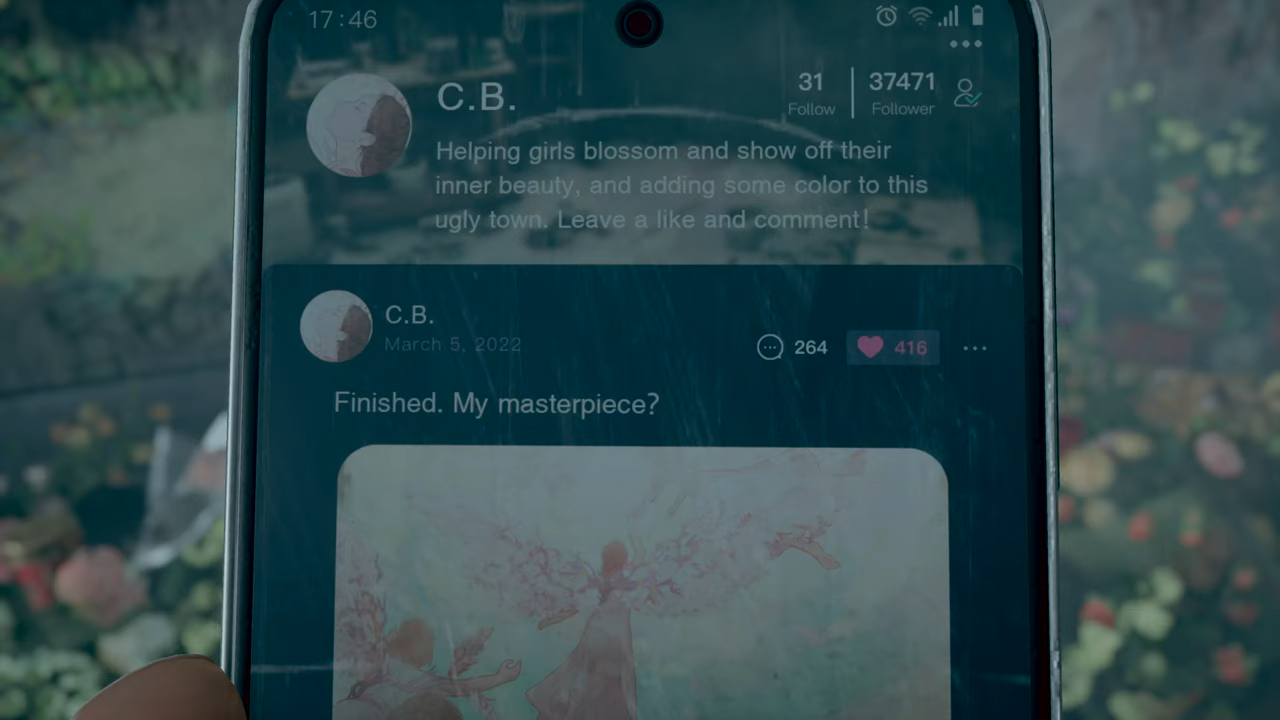 17:46
C.B.
31
Follow
37471
Follower
Helping girls blossom and show off their
inner beauty, and adding some color to this
ugly town. Leave a like and comment!
C.B.
March 5, 2022
264
416
Finished. My masterpiece?